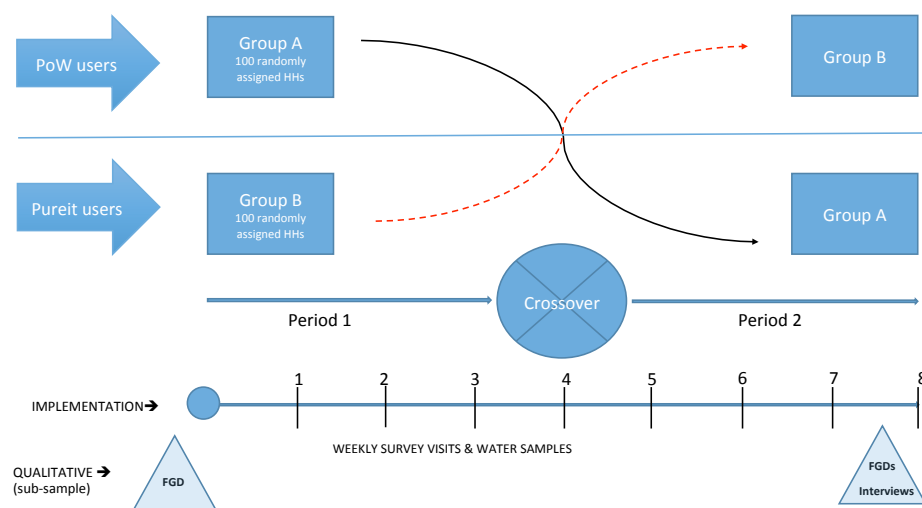 PoW users
Group A
100 randomly
assigned HHs
Group B
Pureit users
Group B
100 randomly
assigned HHs
Group A
Crossover
Period 1
Period 2
1 2 3 4 5 6 7 8
IMPLEMENTATION➔
WEEKLY SURVEY VISITS & WATER SAMPLES
QUALITATIVE ➔
(sub-sample)
FGD
FGDs
Interviews